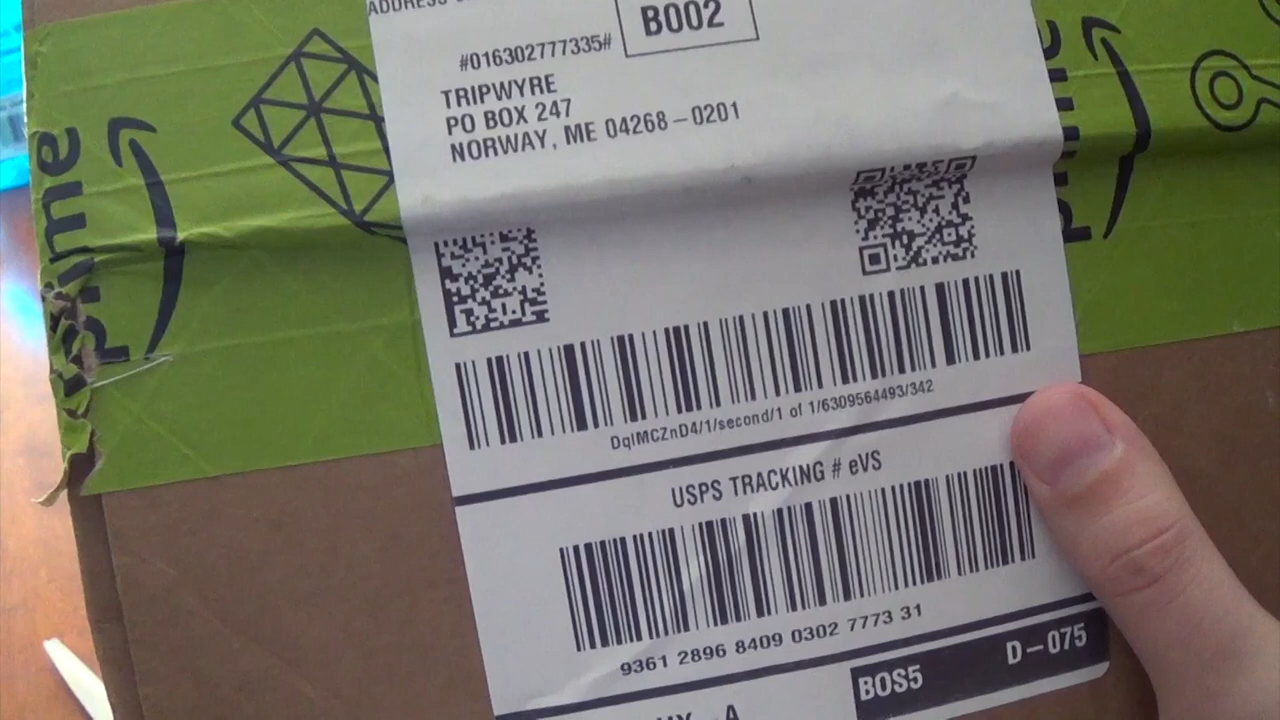 ADDRESS
B002
#016302777335#
TRIPWYRE
PO BOX 247
NORWAY, ME 04268-0201
prime
prime
DqlMCZnD4/1/second/1 of 1/6309564493/342
USPS TRACKING # eVS
9361 2896 8409 0302 7773 31
BOS5 D-075